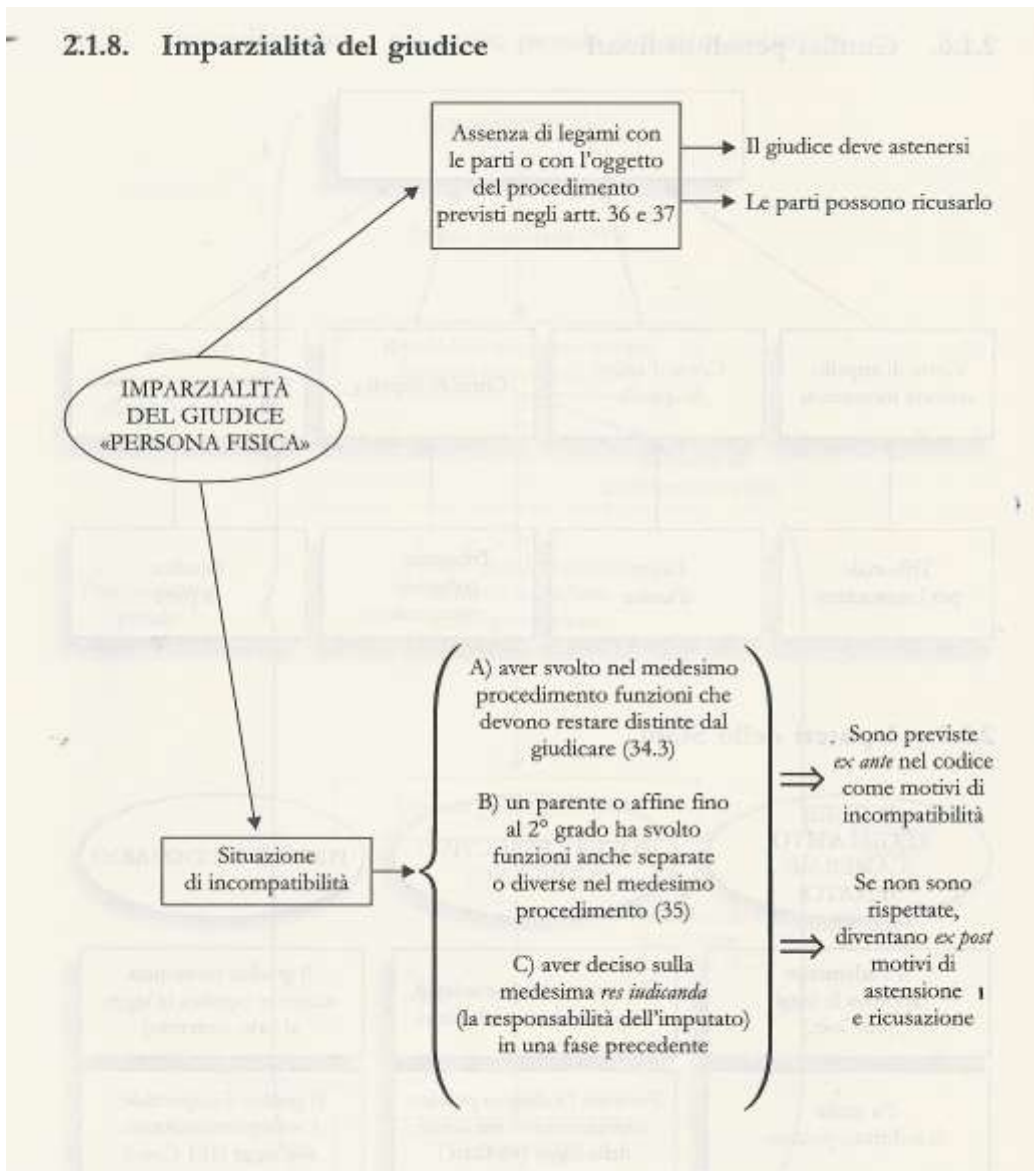 2.1.8. Imparzialità del giudice
Assenza di legami con
le parti o con l'oggetto
del procedimento
previsti negli artt. 36 e 37
Il giudice deve astenersi
Le parti possono ricusarlo
IMPARZIALITÀ
DEL GIUDICE
«PERSONA FISICA»
Situazione
di incompatibilità
A) aver svolto nel medesimo
procedimento funzioni che
devono restare distinte dal
giudicare (34.3)
B) un parente o affine fino
al 2° grado ha svolto
funzioni anche separate
o diverse nel medesimo
procedimento (35)
C) aver deciso sulla
medesima res iudicanda
(la responsabilità dell'imputato)
in una fase precedente
Sono previste
ex ante nel codice
come motivi di
incompatibilità
Se non sono
rispettate,
diventano ex post
motivi di
astensione
e ricusazione